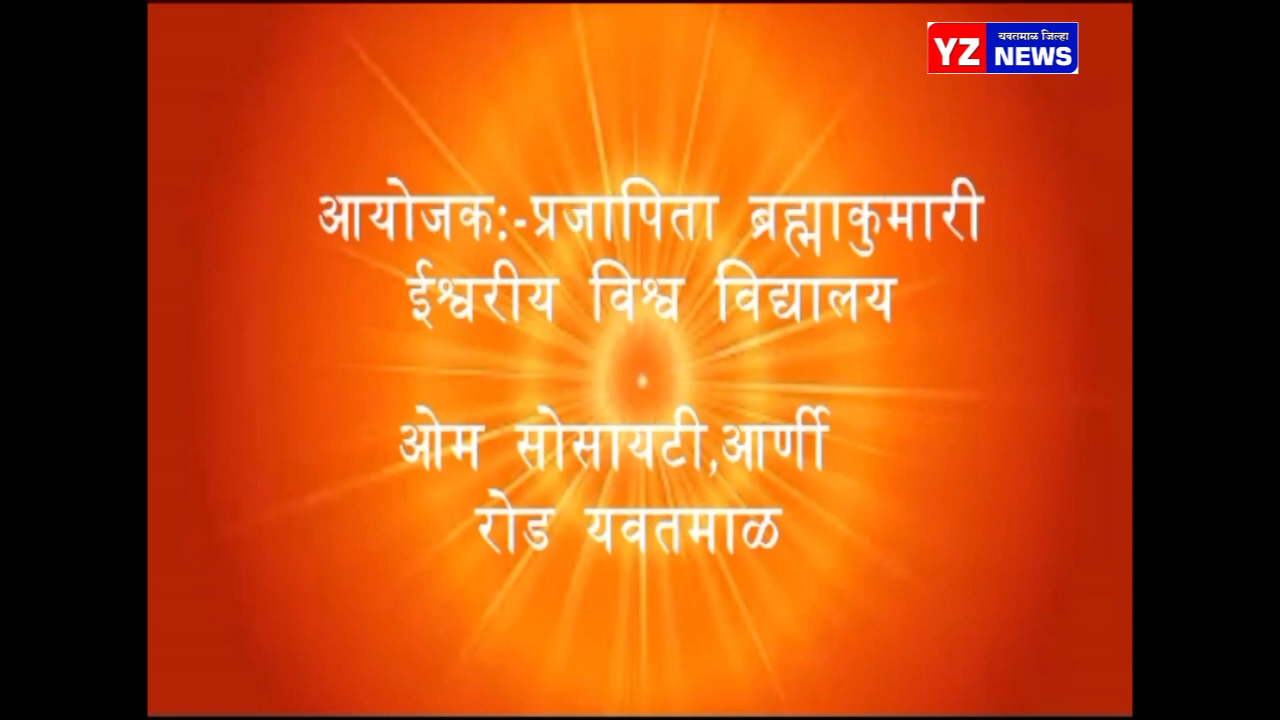 यवतमाळ जिल्हा
YZ NEWS
आयोजक:-प्रजापिता ब्रह्माकुमारी
ईश्वरीय विश्व विद्यालय
ओम सोसायटी,आर्णी
रोड यवतमाळ